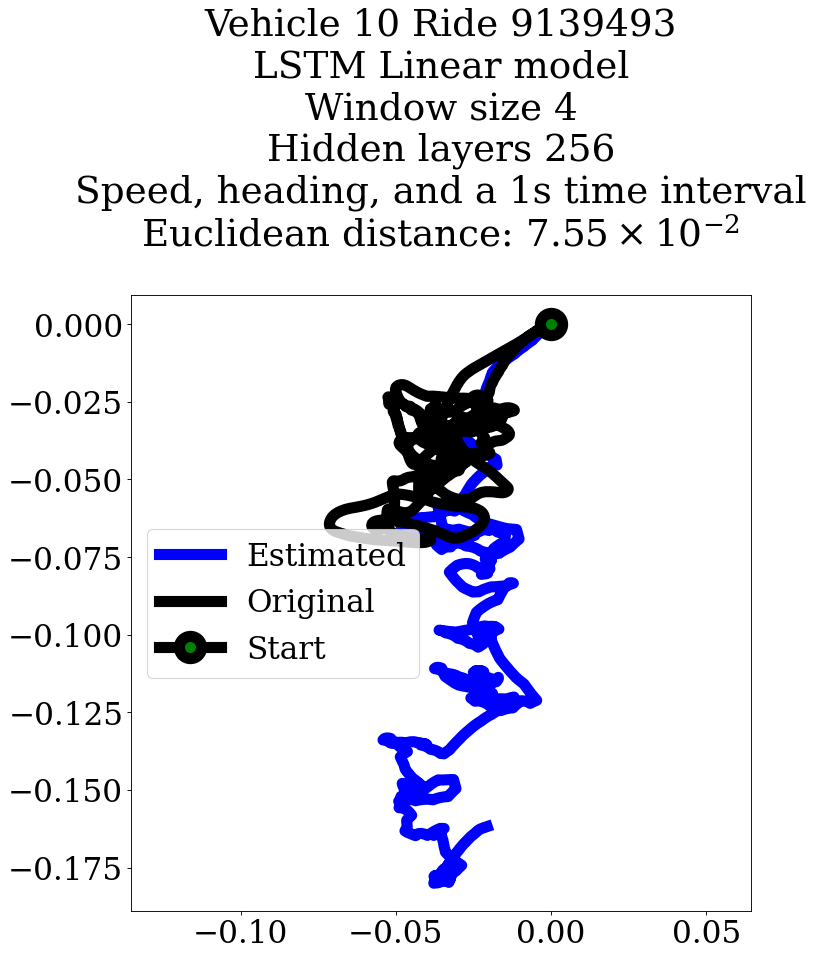 Vehicle 10 Ride 9139493
LSTM Linear model
Window size 4
Hidden layers 256
Speed, heading, and a 1s time interval
Euclidean distance: 7.55 × 10⁻²
0.000
−0.025
−0.050
−0.075
−0.100
−0.125
−0.150
−0.175
Estimated
Original
Start
−0.10
−0.05
0.00
0.05